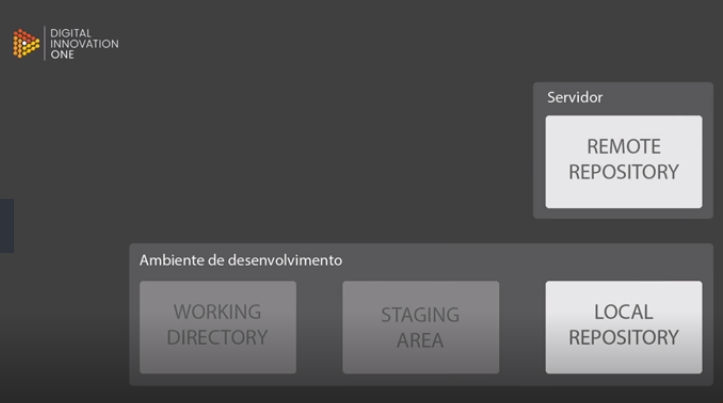 DIGITAL
INNOVATION
ONE
Servidor
REMOTE
REPOSITORY
Ambiente de desenvolvimento
WORKING
DIRECTORY
STAGING
AREA
LOCAL
REPOSITORY